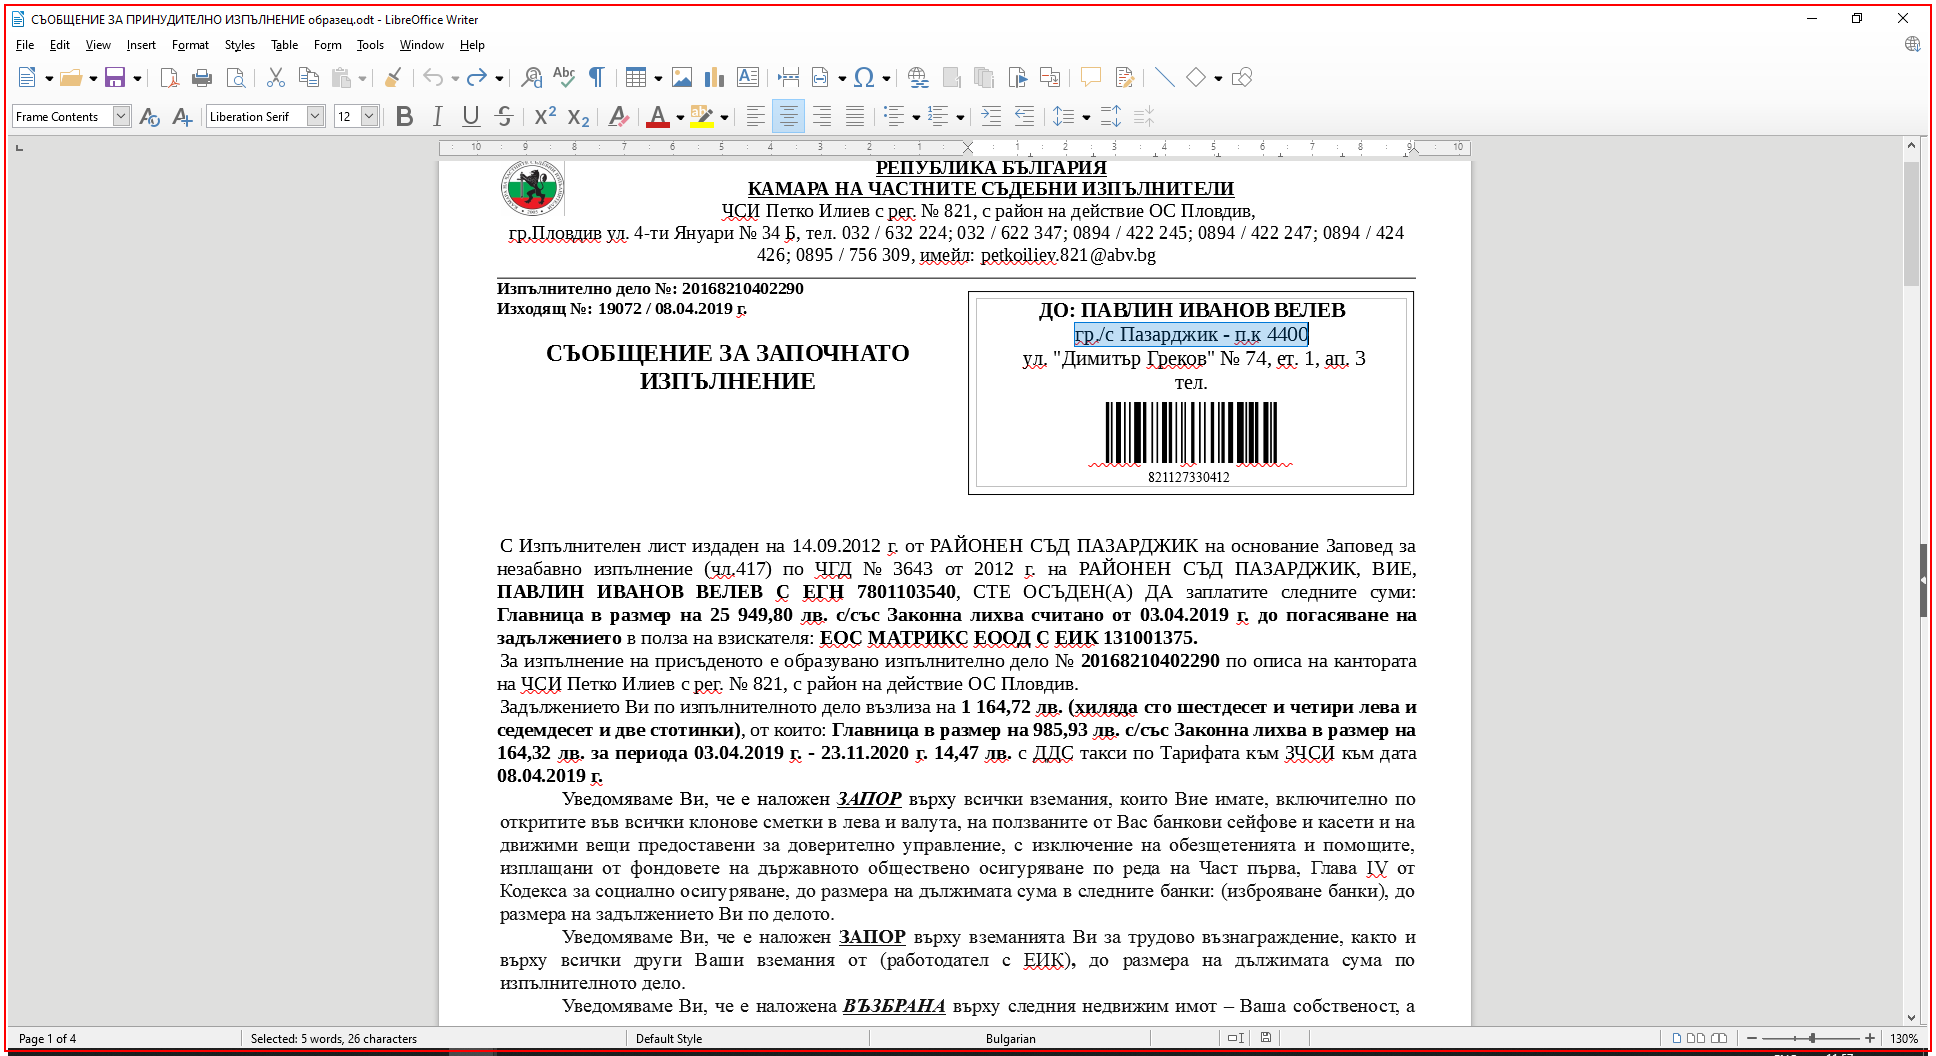 СЪОБЩЕНИЕ ЗА ПРИНУДИТЕЛНО ИЗПЪЛНЕНИЕ образец.odt - LibreOffice Writer
File Edit View Insert Format Styles Table Form Tools Window Help
Frame Contents Liberation Serif 12
10 9 8 7 6 5 4 3 2 1 1 2 3 4 5 6 7 8 9 10
РЕПУБЛИКА БЪЛГАРИЯ
КАМАРА НА ЧАСТНИТЕ СЪДЕБНИ ИЗПЪЛНИТЕЛИ
ЧСИ Петко Илиев с рег. № 821, с район на действие ОС Пловдив,
гр.Пловдив ул. 4-ти Януари № 34 Б, тел. 032 / 632 224; 032 / 622 347; 0894 / 422 245; 0894 / 422 247; 0894 / 424
426; 0895 / 756 309, имейл: petkoiliev.821@abv.bg
Изпълнително дело №: 20168210402290
Изходящ №: 19072 / 08.04.2019 г.
СЪОБЩЕНИЕ ЗА ЗАПОЧНАТО
ИЗПЪЛНЕНИЕ
ДО: ПАВЛИН ИВАНОВ ВЕЛЕВ
гр./с Пазарджик - п.к 4400
ул. "Димитър Греков" № 74, ет. 1, ап. 3
тел.
821127330412
С Изпълнителен лист издаден на 14.09.2012 г. от РАЙОНЕН СЪД ПАЗАРДЖИК на основание Заповед за
незабавно изпълнение (чл.417) по ЧГД № 3643 от 2012 г. на РАЙОНЕН СЪД ПАЗАРДЖИК, ВИЕ,
ПАВЛИН ИВАНОВ ВЕЛЕВ С ЕГН 7801103540, СТЕ ОСЪДЕН(А) ДА заплатите следните суми:
Главница в размер на 25 949,80 лв. с/със Законна лихва считано от 03.04.2019 г. до погасяване на
задължението в полза на взискателя: ЕОС МАТРИКС ЕООД С ЕИК 131001375.
За изпълнение на присъденото е образувано изпълнително дело № 20168210402290 по описа на кантората
на ЧСИ Петко Илиев с рег. № 821, с район на действие ОС Пловдив.
Задължението Ви по изпълнителното дело възлиза на 1 164,72 лв. (хиляда сто шестдесет и четири лева и
седемдесет и две стотинки), от които: Главница в размер на 985,93 лв. с/със Законна лихва в размер на
164,32 лв. за периода 03.04.2019 г. - 23.11.2020 г. 14,47 лв. с ДДС такси по Тарифата към ЗЧСИ към дата
08.04.2019 г.
Уведомяваме Ви, че е наложен ЗАПОР върху всички вземания, които Вие имате, включително по
откритите във всички клонове сметки в лева и валута, на ползваните от Вас банкови сейфове и касети и на
движими вещи предоставени за доверително управление, с изключение на обезщетенията и помощите,
изплащани от фондовете на държавното обществено осигуряване по реда на Част първа, Глава IV от
Кодекса за социално осигуряване, до размера на дължимата сума в следните банки: (изброяване банки), до
размера на задължението Ви по делото.
Уведомяваме Ви, че е наложен ЗАПОР върху вземанията Ви за трудово възнаграждение, както и
върху всички други Ваши вземания от (работодател с ЕИК), до размера на дължимата сума по
изпълнителното дело.
Уведомяваме Ви, че е наложена ВЪЗБРАНА върху следния недвижим имот – Ваша собственост, а
Page 1 of 4 Selected: 5 words, 26 characters Default Style Bulgarian 130%